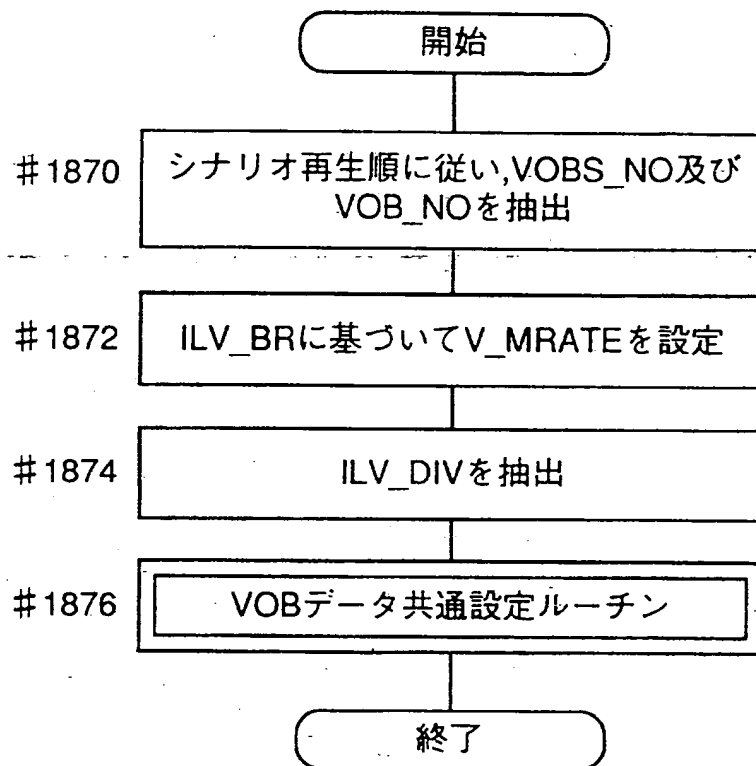 開始
#1870
シナリオ再生順に従い,VOBS_NO及び
VOB_NOを抽出
#1872
ILV_BRに基づいてV_MRATEを設定
#1874
ILV_DIVを抽出
#1876
VOBデータ共通設定ルーチン
終了